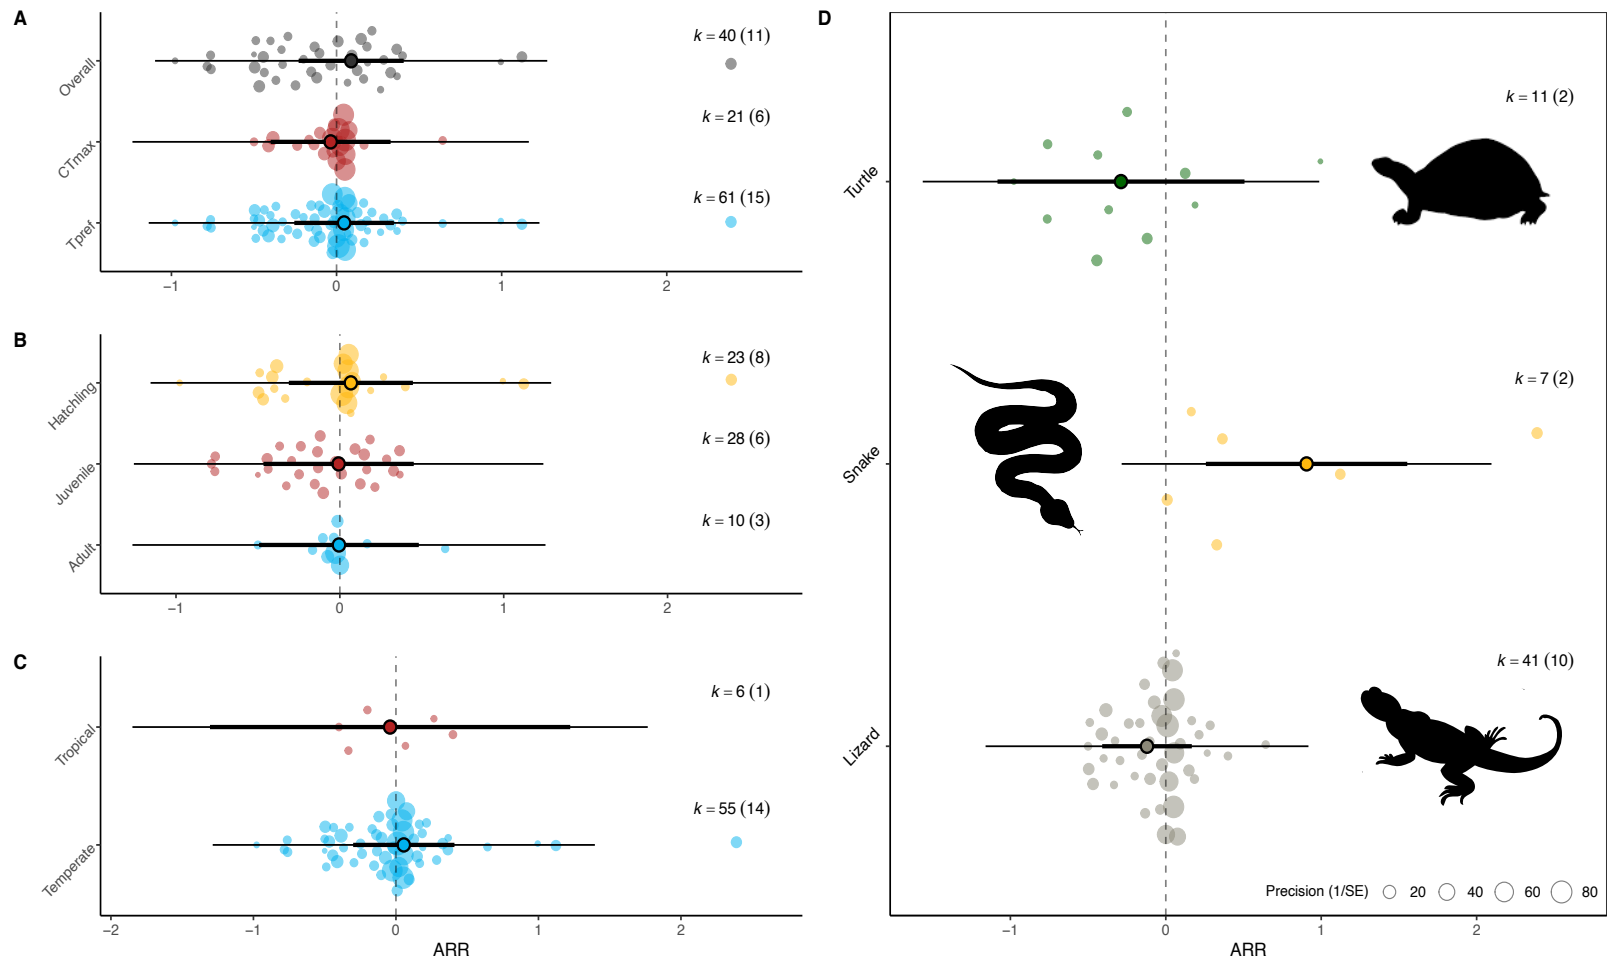 A
k = 40 (11)
Overall
k = 21 (6)
CTmax
k = 61 (15)
Tpref
−1 0 1 2
B
k = 23 (8)
Hatchling
k = 28 (6)
Juvenile
k = 10 (3)
Adult
−1 0 1 2
C
k = 6 (1)
Tropical
k = 55 (14)
Temperate
−2 −1 0 1 2
ARR
D
k = 11 (2)
Turtle
k = 7 (2)
Snake
k = 41 (10)
Lizard
Precision (1/SE) 20 40 60 80
−1 0 1 2
ARR